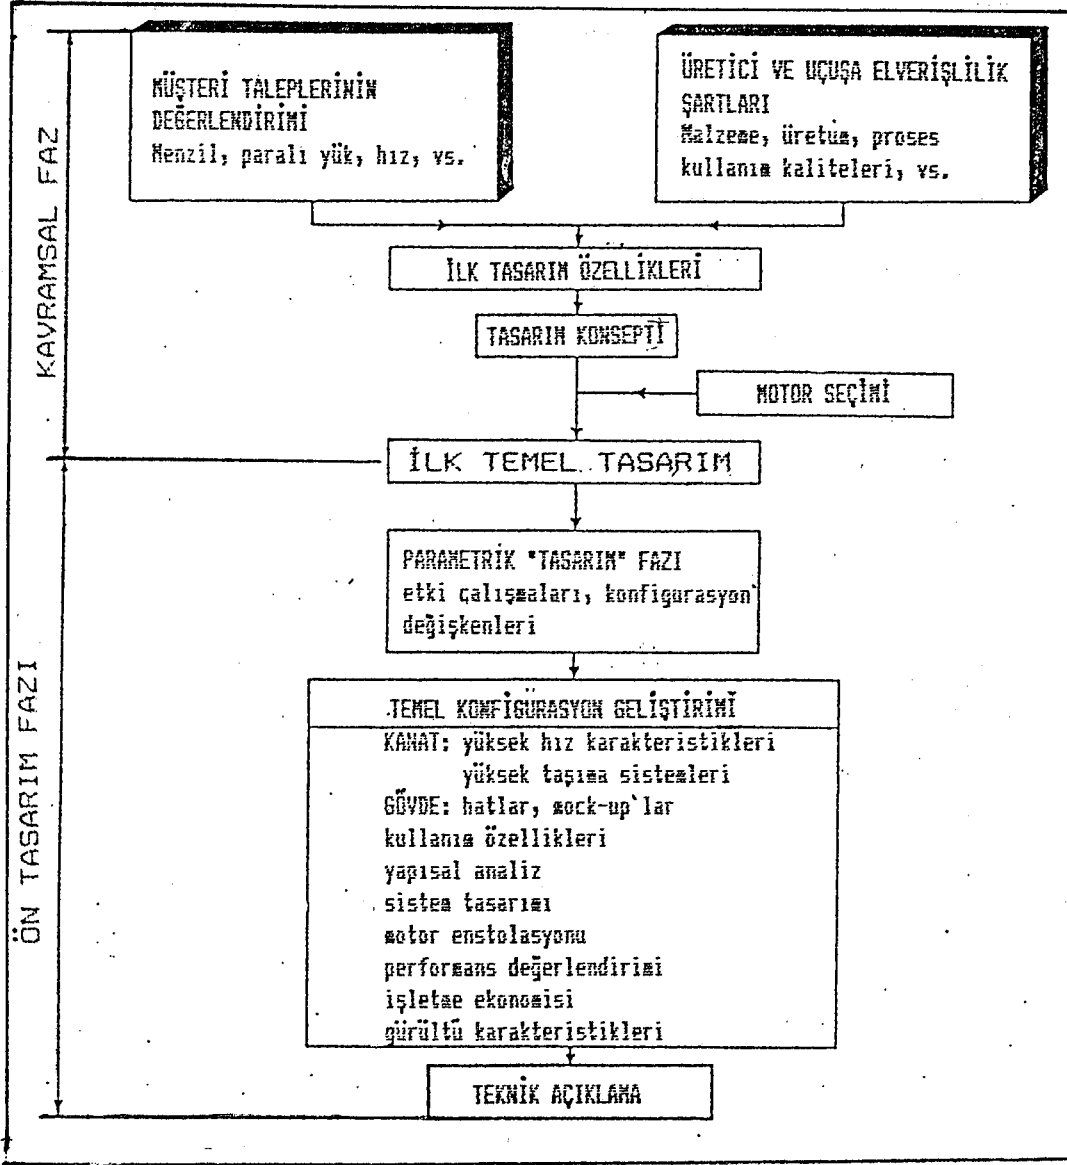 MÜŞTERİ TALEPLERİNİN
DEĞERLENDİRİMİ
Menzil, paralı yük, hız, vs.
ÜRETİCİ VE UÇUŞA ELVERİŞLİLİK
ŞARTLARI
Malzeme, üretim, proses
kullanım kaliteleri, vs.
KAVRAMSAL FAZ
İLK TASARIM ÖZELLİKLERİ
TASARIM KONSEPTİ
MOTOR SEÇİMİ
İLK TEMEL TASARIM
PARAMETRİK "TASARIM" FAZI
etki çalışmaları, konfigurasyon
değişkenleri
ÖN TASARIM FAZI
TEMEL KONFİGÜRASYON GELİŞTİRİMİ
KANAT: yüksek hız karakteristikleri
yüksek taşıma sistemleri
GÖVDE: hatlar, mock-up`lar
kullanım özellikleri
yapısal analiz
sistem tasarımı
motor enstolasyonu
performans değerlendirimi
işletme ekonomisi
gürültü karakteristikleri
TEKNİK AÇIKLAMA